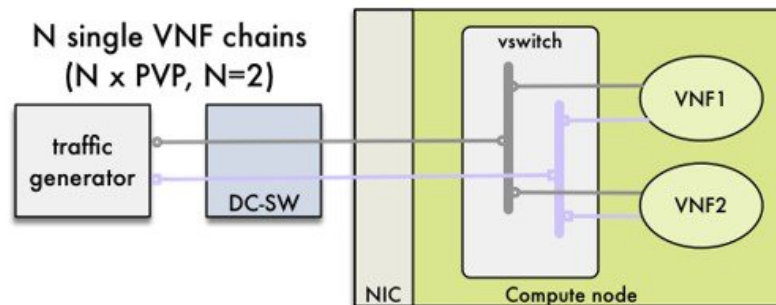 N single VNF chains
(N x PVP, N=2)
vswitch
VNF1
traffic
generator
DC-SW
VNF2
NIC
Compute node